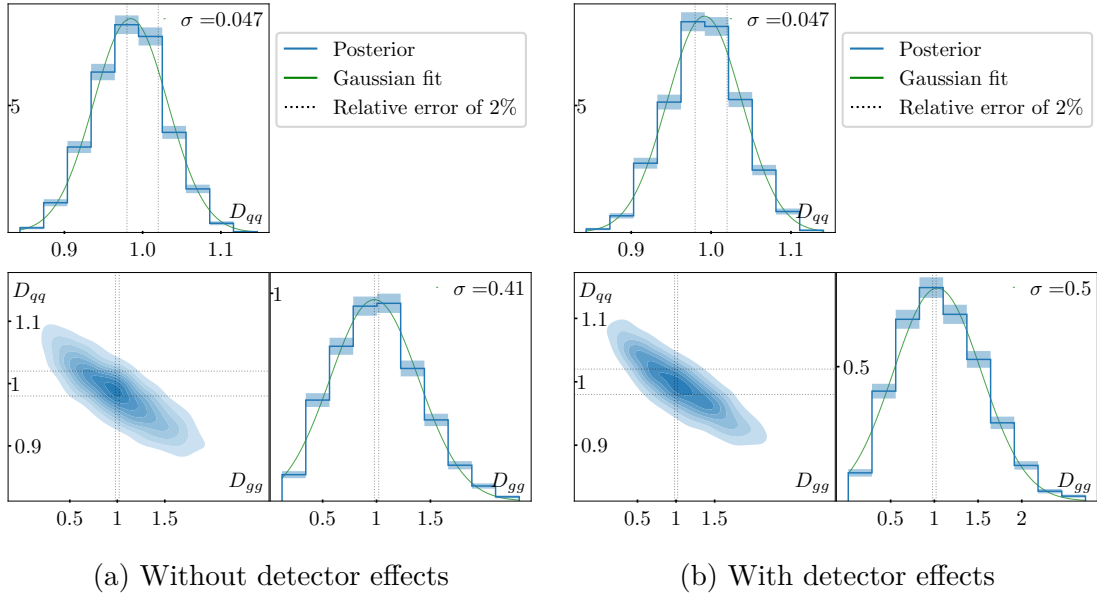 σ =0.047
Posterior
Gaussian fit
Relative error of 2%
5
D_qq
0.9
1.0
1.1
D_qq
1.1
1
0.9
D_gg
0.5
1
1.5
σ =0.41
1
D_gg
0.5
1
1.5
(a) Without detector effects
σ =0.047
Posterior
Gaussian fit
Relative error of 2%
5
D_qq
0.9
1.0
1.1
D_qq
1.1
1
0.9
D_gg
0.5
1
1.5
σ =0.5
0.5
D_gg
0.5
1
1.5
2
(b) With detector effects